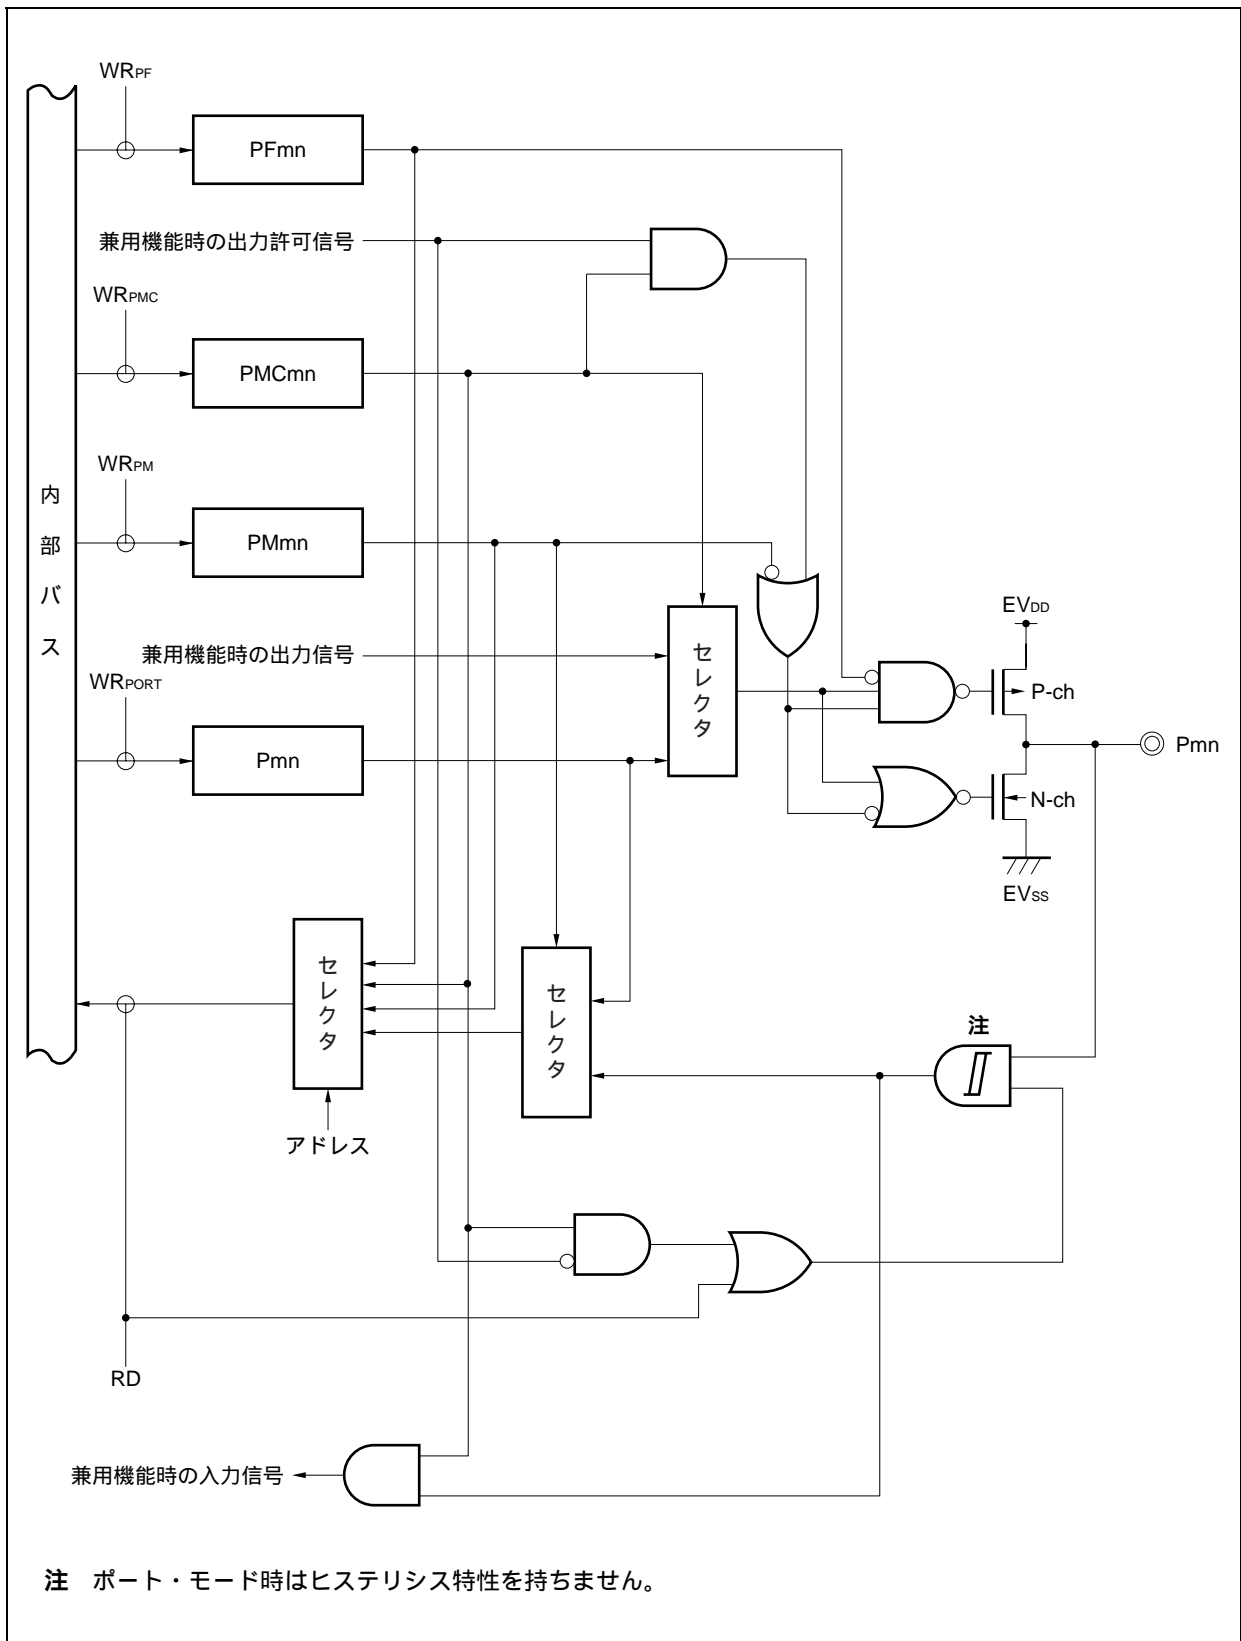 WRPF
PFmn
兼用機能時の出力許可信号
WRPMC
PMCmn
WRPM
PMmn
内部バス
兼用機能時の出力信号
セレクタ
EVDD
P-ch
WRPORT
Pmn
Pmn
N-ch
EVSS
セレクタ
セレクタ
注
アドレス
RD
兼用機能時の入力信号
注 ポート・モード時はヒステリシス特性を持ちません。